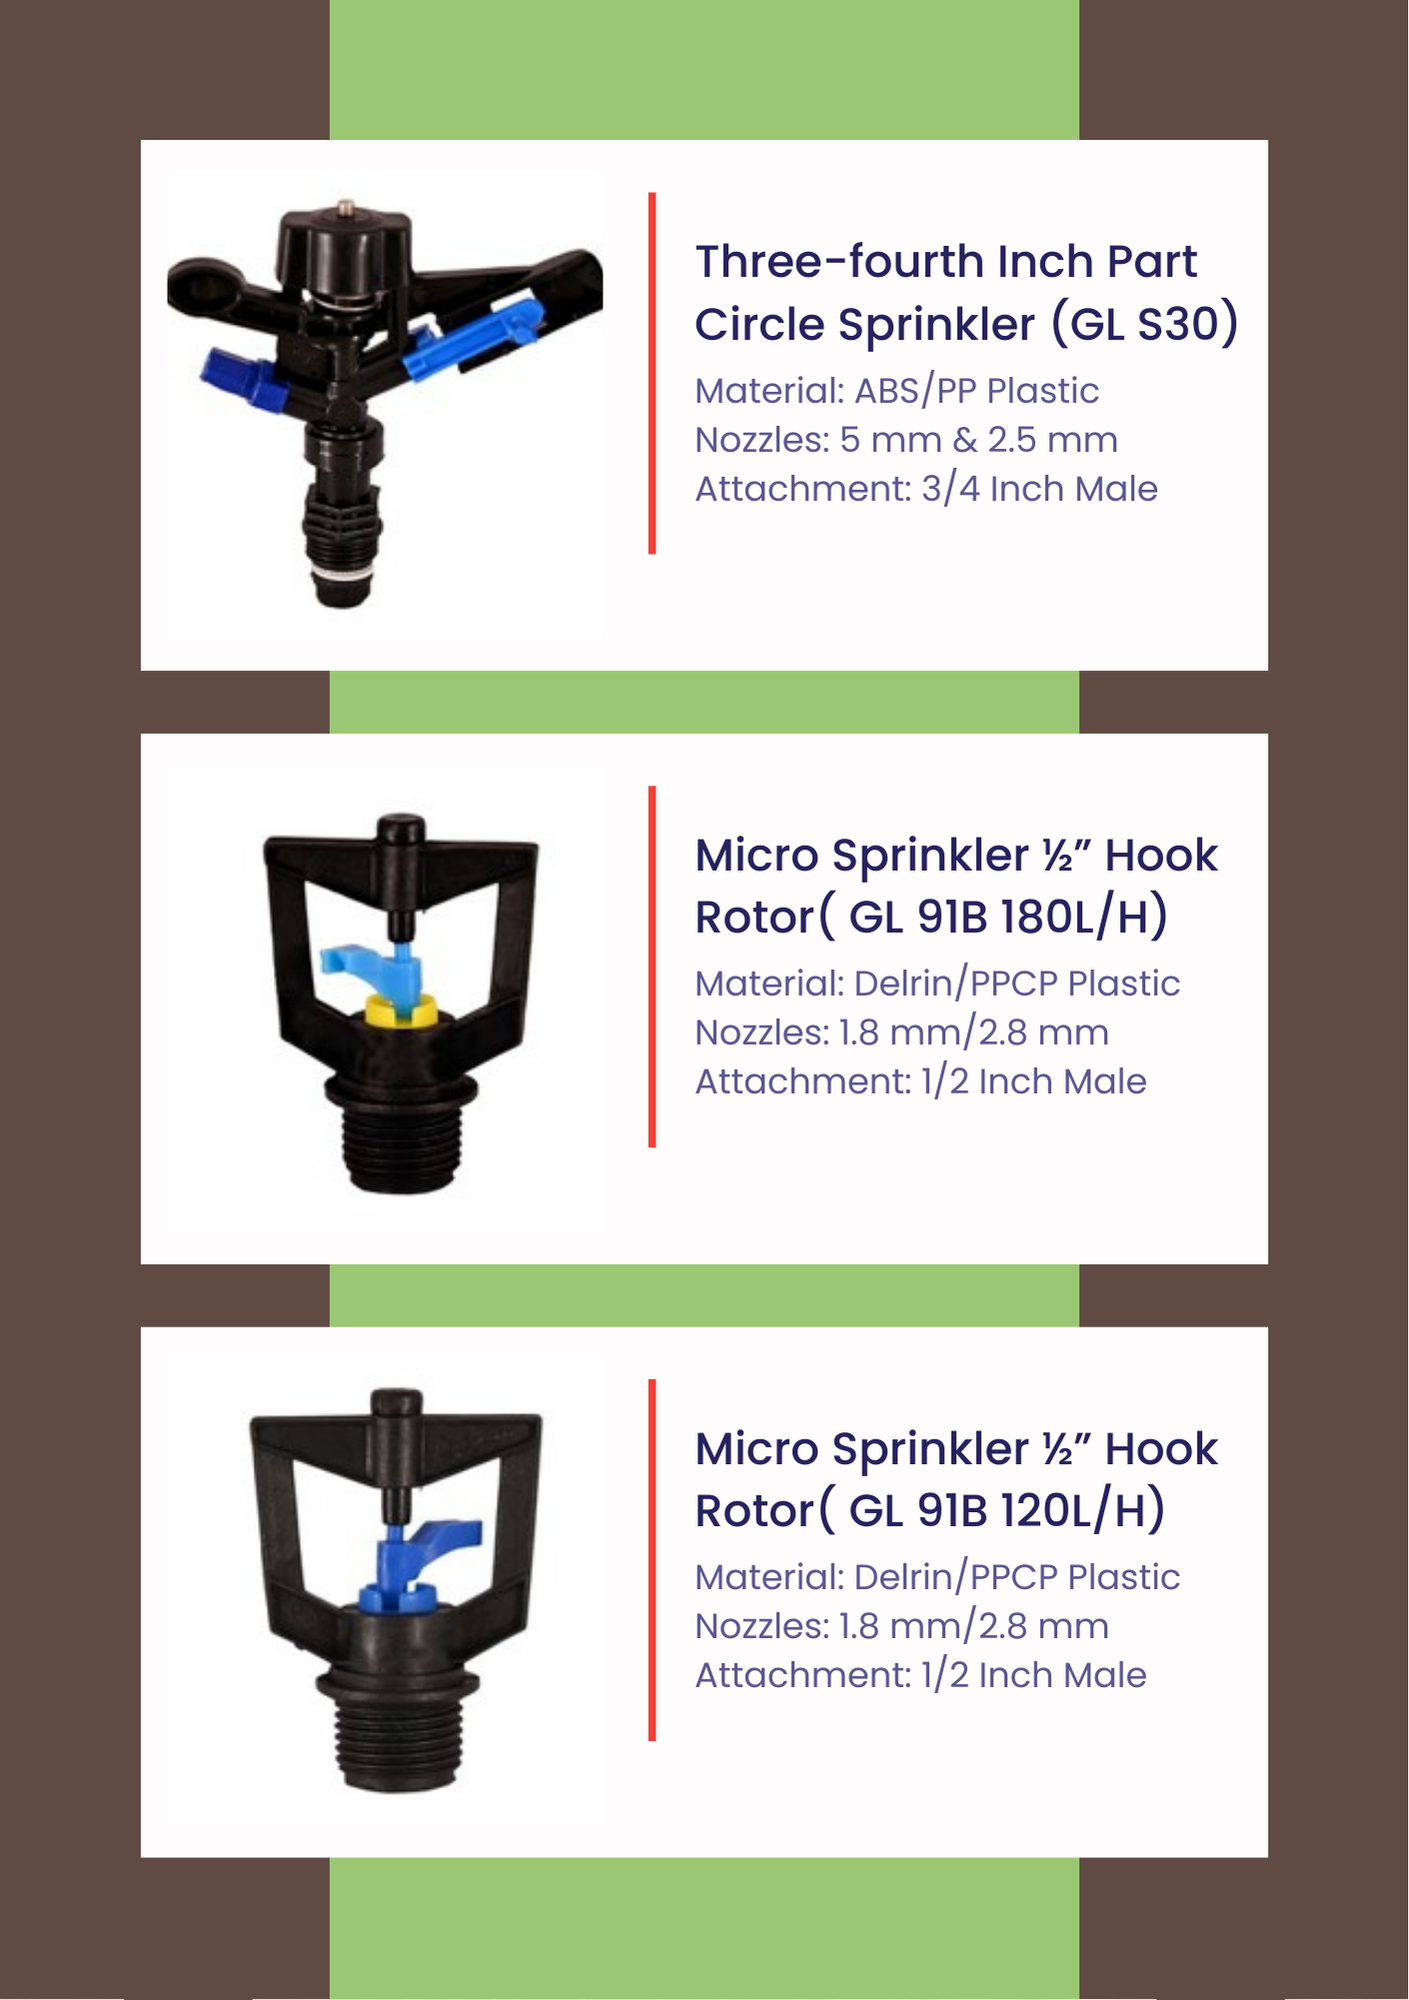 Three-fourth Inch Part
Circle Sprinkler (GL S30)
Material: ABS/PP Plastic
Nozzles: 5 mm & 2.5 mm
Attachment: 3/4 Inch Male
Micro Sprinkler ½” Hook
Rotor( GL 91B 180L/H)
Material: Delrin/PPCP Plastic
Nozzles: 1.8 mm/2.8 mm
Attachment: 1/2 Inch Male
Micro Sprinkler ½” Hook
Rotor( GL 91B 120L/H)
Material: Delrin/PPCP Plastic
Nozzles: 1.8 mm/2.8 mm
Attachment: 1/2 Inch Male